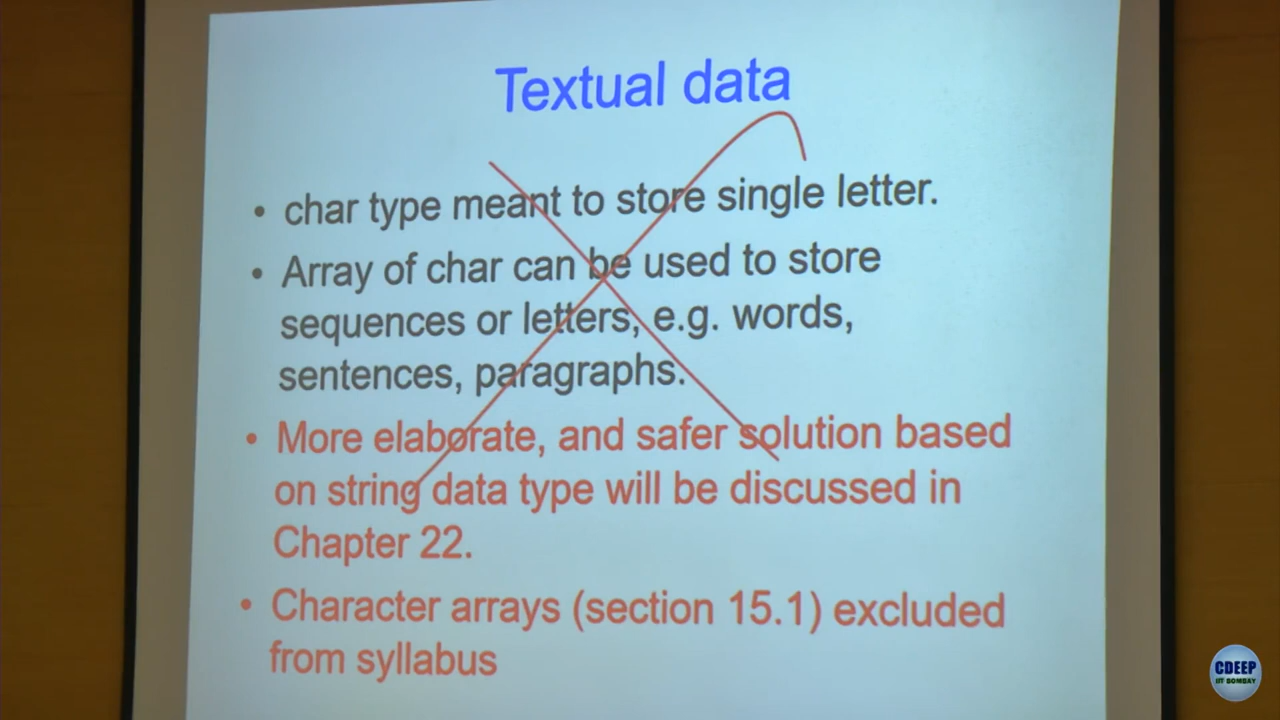 Textual data
• char type meant to store single letter.
• Array of char can be used to store
sequences or letters, e.g. words,
sentences, paragraphs.
• More elaborate, and safer solution based
on string data type will be discussed in
Chapter 22.
• Character arrays (section 15.1) excluded
from syllabus
CDEEP
IIT BOMBAY